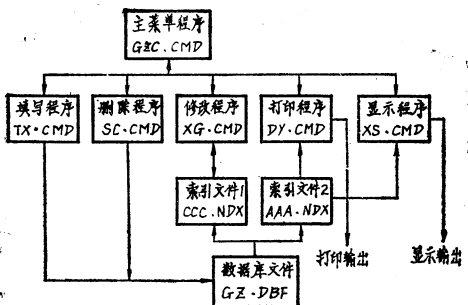 主菜单程序
GZC.CMD
填写程序
TX·CMD
删除程序
SC.CMD
修改程序
XG.CMD
打印程序
DY.CMD
显示程序
XS.CMD
索引文件1
CCC.NDX
索引文件2
AAA.NDX
打印输出
显示输出
数据库文件
GZ.DBF